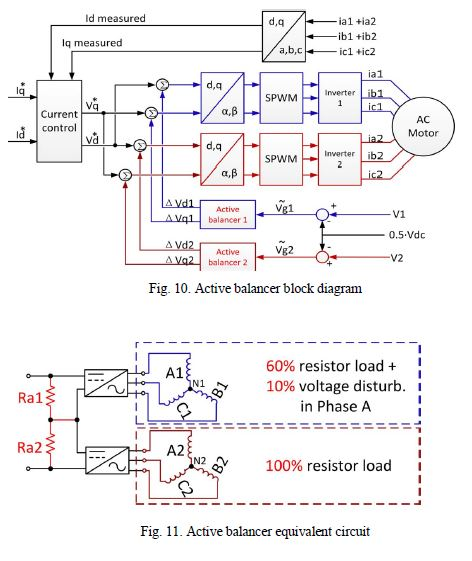 Id measured
Iq measured
d,q
a,b,c
ia1 +ia2
ib1 +ib2
ic1 +ic2
Iq*
Id*
Current
control
Vq*
Vd*
Σ
Σ
Σ
Σ
d,q
α,β
SPWM
Inverter
1
ia1
ib1
ic1
d,q
α,β
SPWM
Inverter
2
ia2
ib2
ic2
AC
Motor
Δ Vd1
Δ Vq1
Active
balancer 1
Ṽg1
+
-
V1
0.5·Vdc
Δ Vd2
Δ Vq2
Active
balancer 2
Ṽg2
-
+
V2
Fig. 10. Active balancer block diagram
Ra1
Ra2
A1
N1
B1
C1
60% resistor load +
10% voltage disturb.
in Phase A
A2
N2
B2
C2
100% resistor load
Fig. 11. Active balancer equivalent circuit